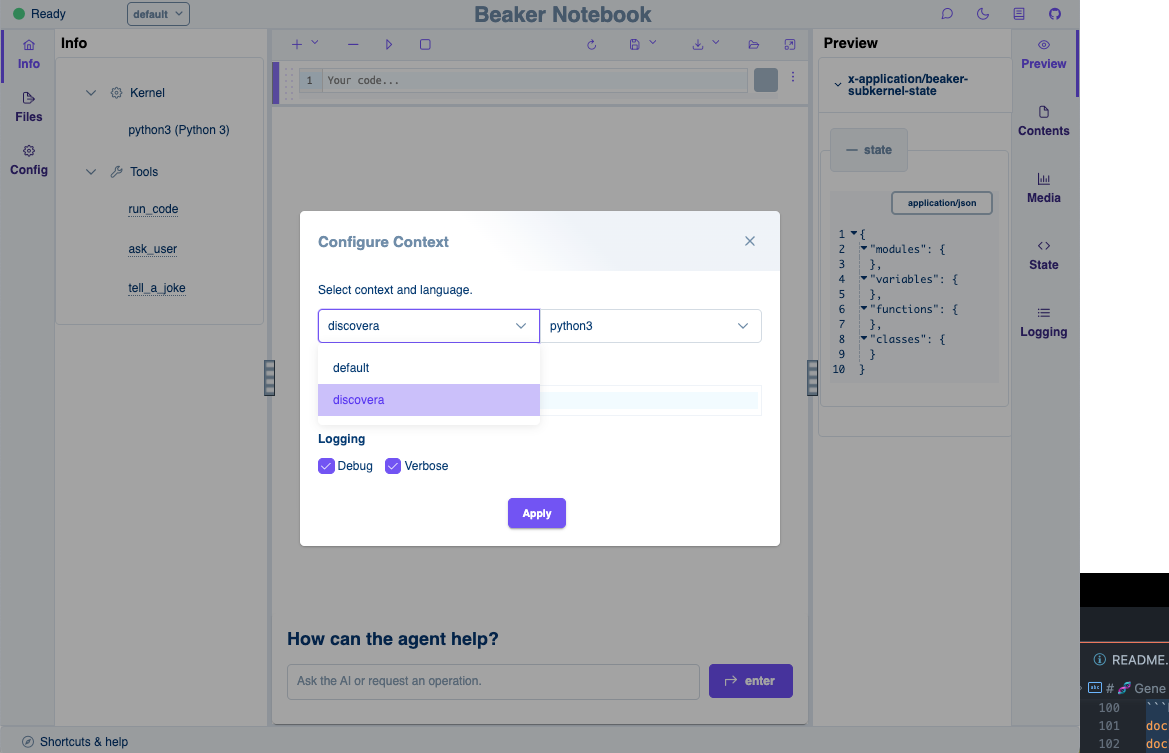 Ready
default
Beaker Notebook
Info
Files
Config
Info
Kernel
python3 (Python 3)
Tools
run_code
ask_user
tell_a_joke
1 Your code...
Configure Context
Select context and language.
discovera
python3
default
discovera
Logging
Debug
Verbose
Apply
How can the agent help?
Ask the AI or request an operation.
enter
Preview
x-application/beaker-
subkernel-state
— state
application/json
1 {
2 "modules": {
3 },
4 "variables": {
5 },
6 "functions": {
7 },
8 "classes": {
9 }
10 }
Preview
Contents
Media
State
Logging
Shortcuts & help
README.
# 🧬 Gene
100 ```
101 doc
102 doc